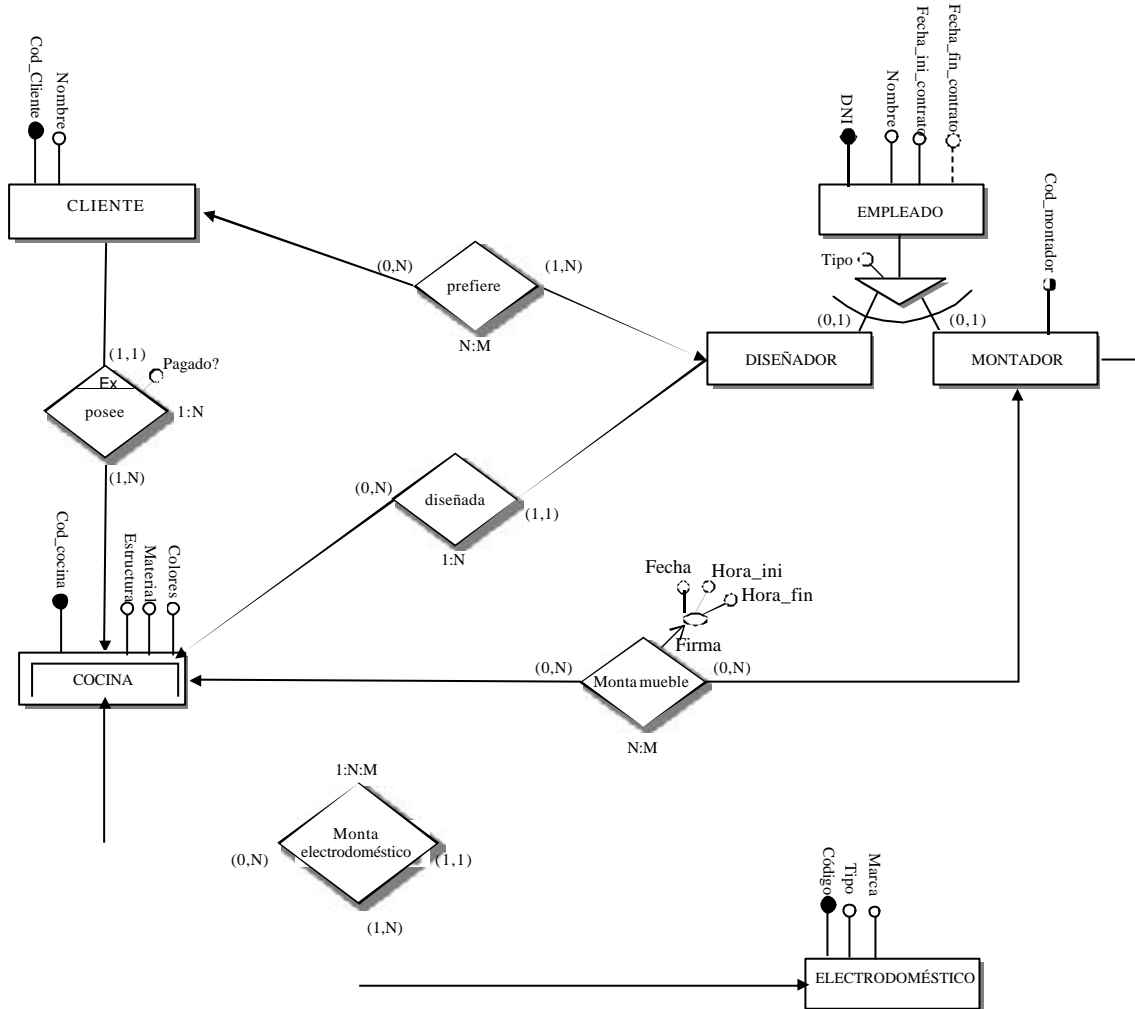 Cod_Cliente
Nombre
CLIENTE
DNI
Nombre
Fecha_ini_contrato
Fecha_fin_contrato
EMPLEADO
Cod_montador
Tipo
(0,N)
(1,N)
prefiere
N:M
(0,1)
(0,1)
DISEÑADOR
MONTADOR
(1,1)
Pagado?
Ex
posee
1:N
(1,N)
(0,N)
diseñada
(1,1)
1:N
Cod_cocina
Estructura
Material
Colores
COCINA
Fecha
Hora_ini
Hora_fin
Firma
(0,N)
(0,N)
Monta mueble
N:M
1:N:M
Monta
electrodoméstico
(0,N)
(1,1)
(1,N)
Código
Tipo
Marca
ELECTRODOMÉSTICO